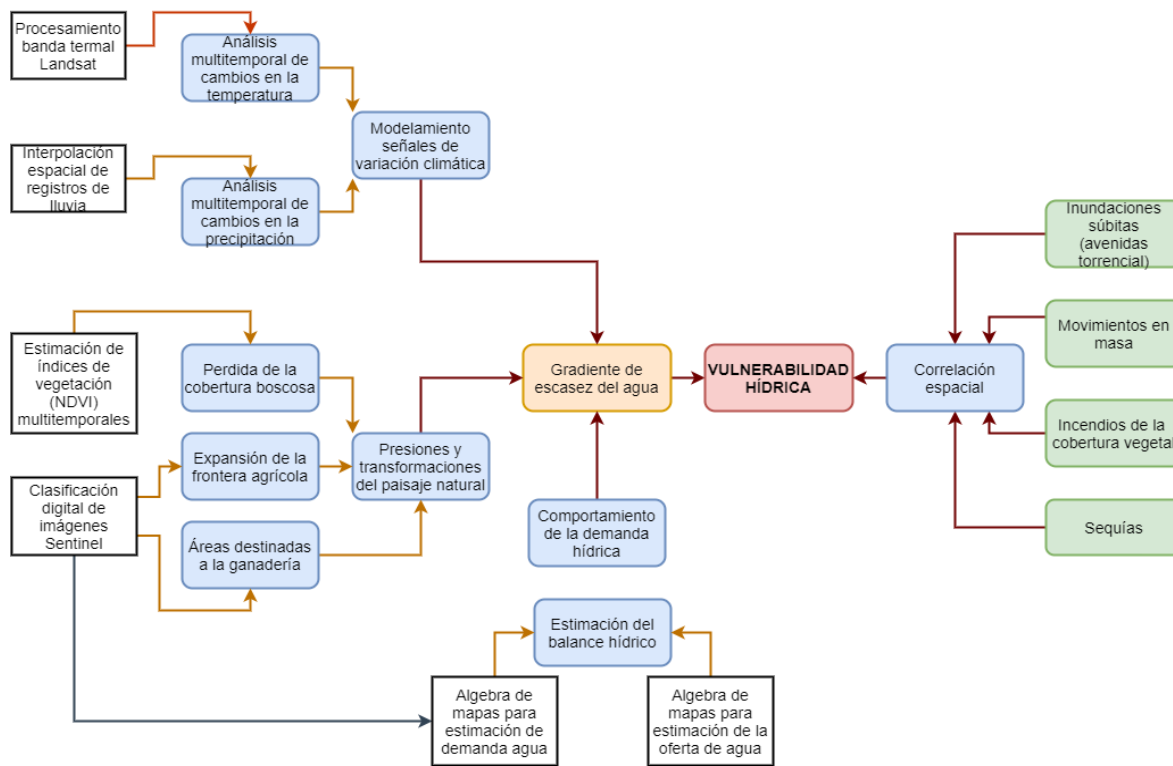 Procesamiento
banda termal
Landsat
Análisis
multitemporal de
cambios en la
temperatura
Interpolación
espacial de
registros de
lluvia
Análisis
multitemporal de
cambios en la
precipitación
Modelamiento
señales de
variación climática
Estimación de
índices de
vegetación (NDVI)
multitemporales
Perdida de la
cobertura boscosa
Expansión de la
frontera agrícola
Clasificación
digital de
imágenes
Sentinel
Áreas destinadas
a la ganadería
Presiones y
transformaciones
del paisaje natural
Gradiente de
escasez del agua
VULNERABILIDAD
HÍDRICA
Correlación
espacial
Inundaciones
súbitas
(avenidas
torrencial)
Movimientos en
masa
Incendios de la
cobertura vegetal
Sequías
Comportamiento
de la demanda
hídrica
Estimación del
balance hídrico
Algebra de
mapas para
estimación de
demanda agua
Algebra de
mapas para
estimación de la
oferta de agua